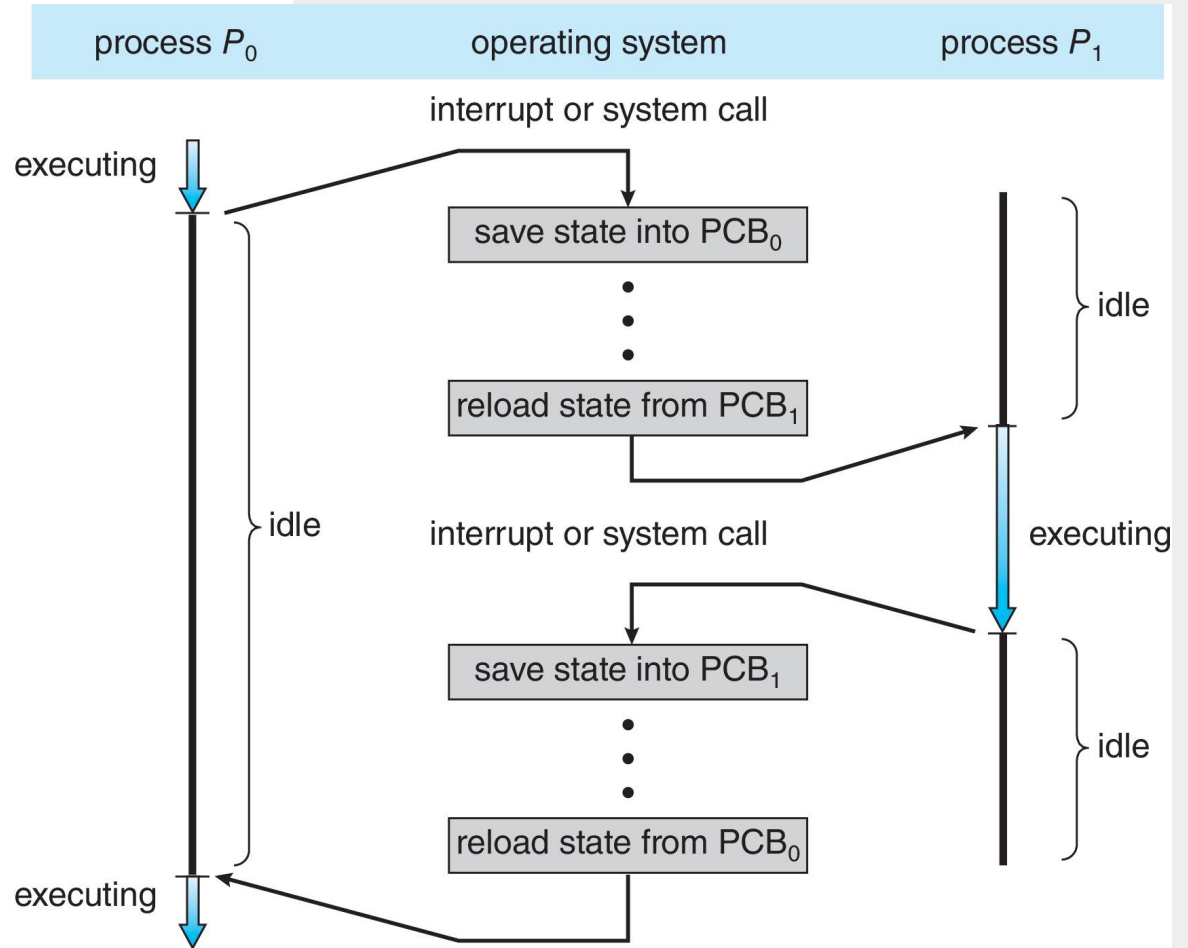 process P₀
operating system
process P₁
interrupt or system call
executing
save state into PCB₀
idle
reload state from PCB₁
idle
interrupt or system call
executing
save state into PCB₁
idle
reload state from PCB₀
executing